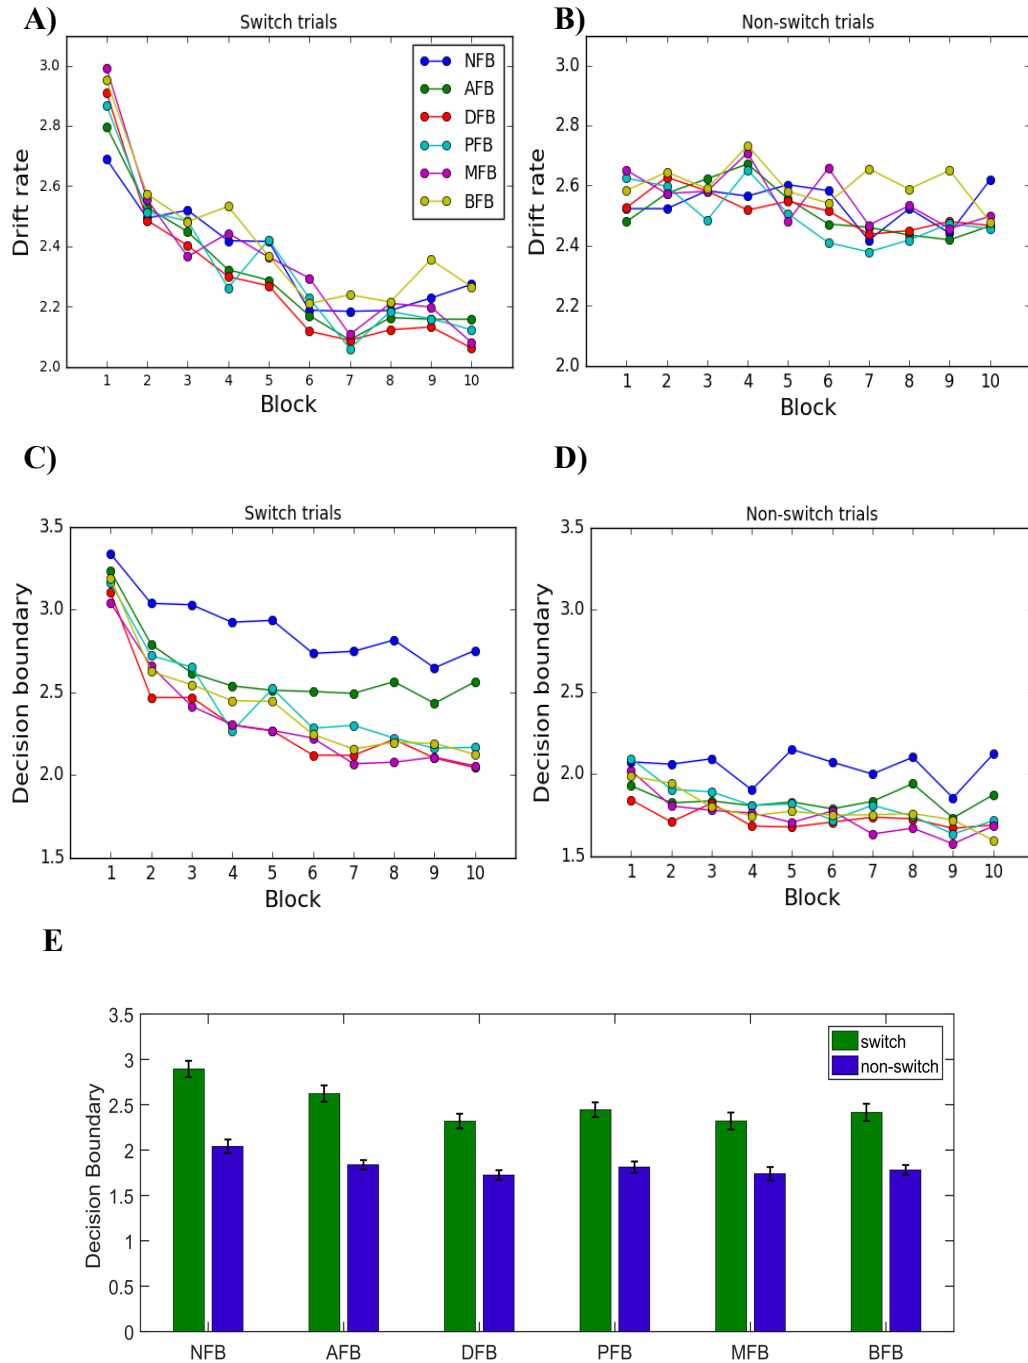 A)
Switch trials
3.0
2.8
2.6
2.4
2.2
2.0
Drift rate
NFB
AFB
DFB
PFB
MFB
BFB
1 2 3 4 5 6 7 8 9 10
Block
B)
Non-switch trials
3.0
2.8
2.6
2.4
2.2
2.0
Drift rate
1 2 3 4 5 6 7 8 9 10
Block
C)
Switch trials
3.5
3.0
2.5
2.0
1.5
Decision boundary
1 2 3 4 5 6 7 8 9 10
Block
D)
Non-switch trials
3.5
3.0
2.5
2.0
1.5
Decision boundary
1 2 3 4 5 6 7 8 9 10
Block
E
3.5
3
2.5
2
1.5
1
0.5
0
Decision Boundary
switch
non-switch
NFB AFB DFB PFB MFB BFB